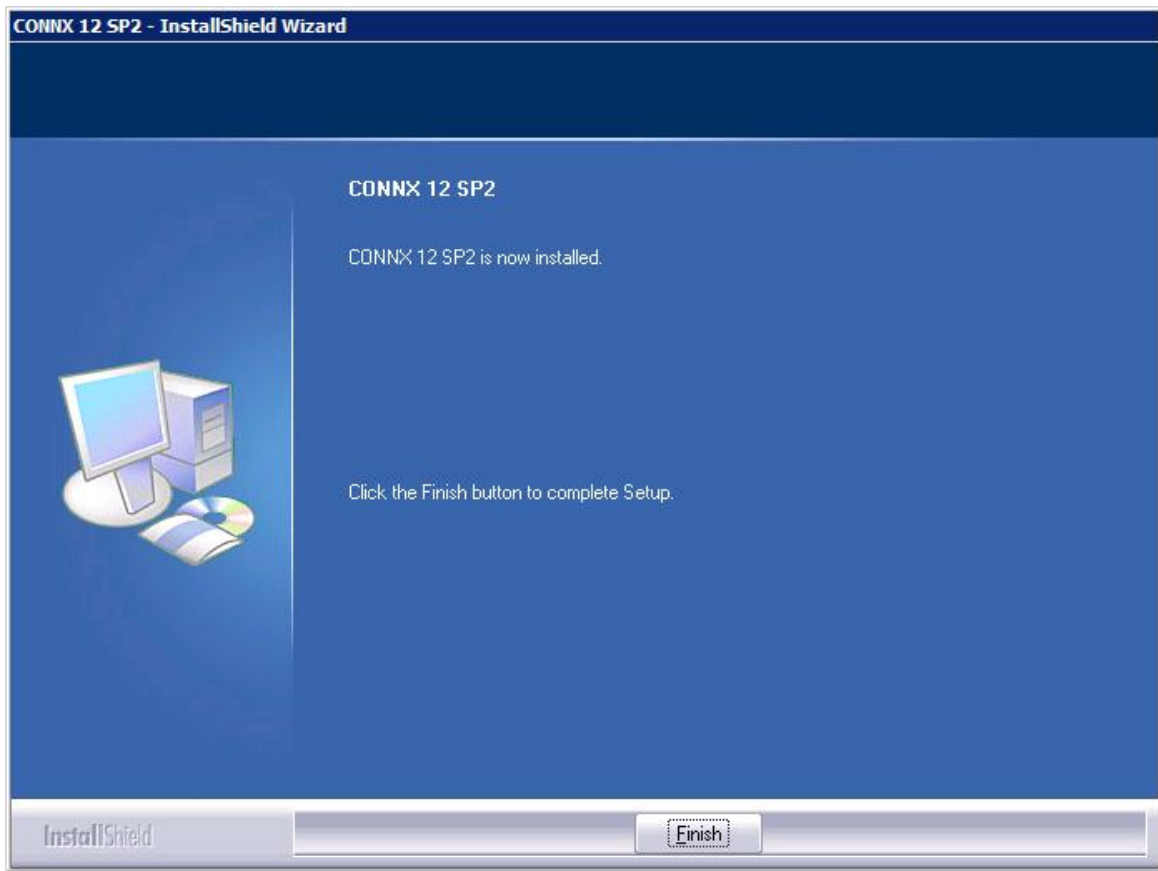 CONNX 12 SP2 - InstallShield Wizard
CONNX 12 SP2
CONNX 12 SP2 is now installed.
Click the Finish button to complete Setup.
InstallShield
Finish